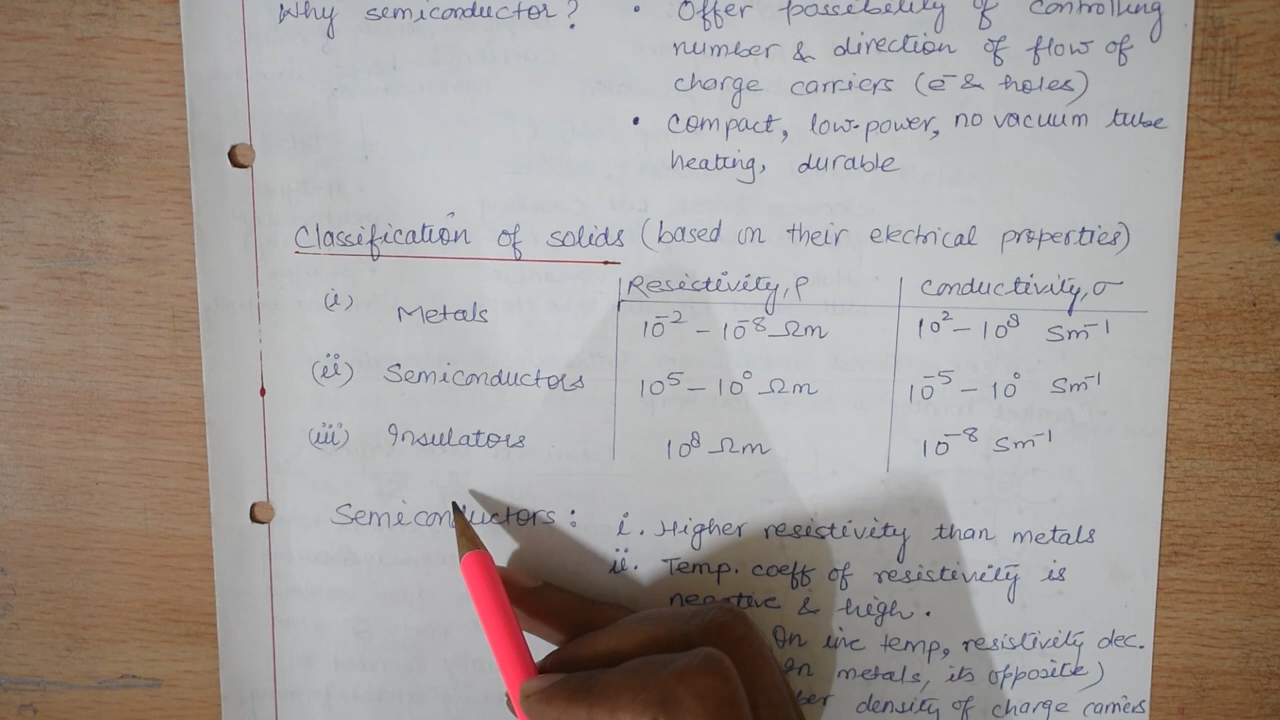 Why semiconductor? • Offer possibility of controlling
number & direction of flow of
charge carriers (e⁻ & holes)
• compact, low-power, no vacuum tube
heating, durable
Classification of solids (based on their electrical properties)
Resistivity, ρ conductivity, σ
(i) Metals 10⁻² – 10⁻⁸ Ωm 10² – 10⁸ Sm⁻¹
(ii) Semiconductors 10⁵ – 10⁰ Ωm 10⁻⁵ – 10⁰ Sm⁻¹
(iii) Insulators 10⁸ Ωm 10⁻⁸ Sm⁻¹
Semiconductors: i. Higher resistivity than metals
ii. Temp. coeff of resistivity is
negative & high.
On inc temp, resistivity dec.
In metals, its opposite)
density of charge carriers